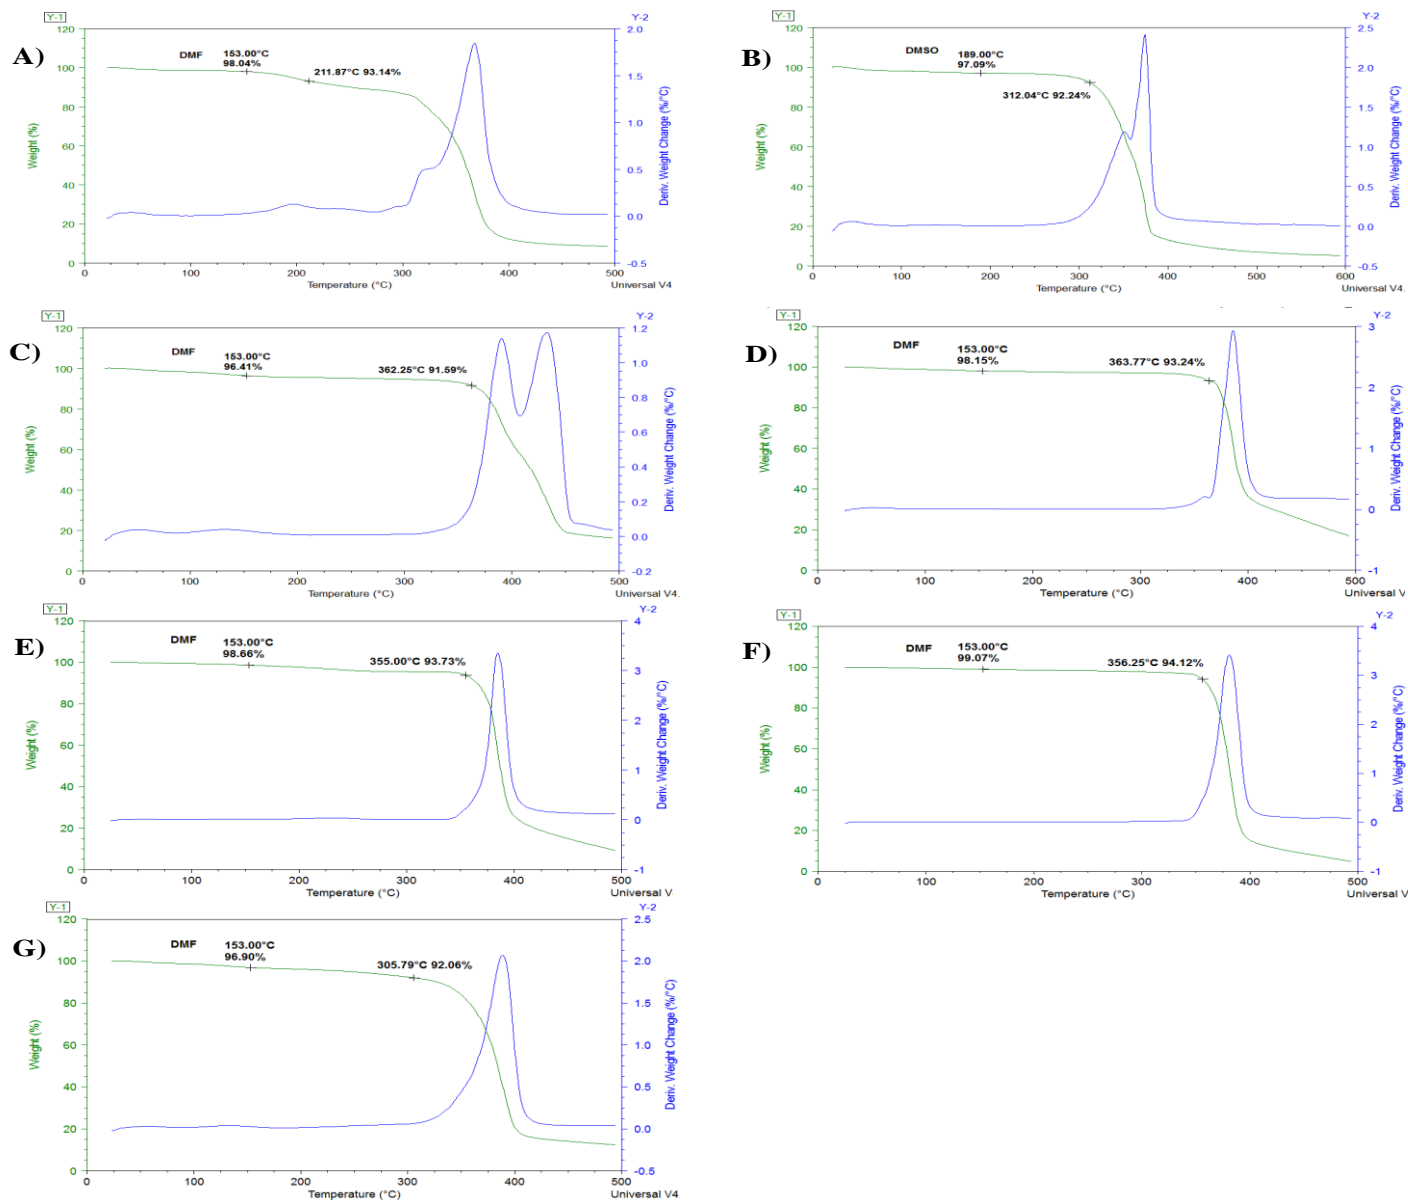 A)
Y-1
Y-2
DMF
153.00°C
98.04%
211.87°C 93.14%
Weight (%)
Deriv. Weight Change (%/°C)
120
100
80
60
40
20
0
2.0
1.5
1.0
0.5
0.0
-0.5
0
100
200
300
400
500
Temperature (°C)
Universal V4
B)
Y-1
Y-2
DMSO
189.00°C
97.09%
312.04°C 92.24%
Weight (%)
Deriv. Weight Change (%/°C)
120
100
80
60
40
20
0
2.5
2.0
1.5
1.0
0.5
0.0
-0.5
0
100
200
300
400
500
600
Temperature (°C)
Universal V4.
C)
Y-1
Y-2
DMF
153.00°C
96.41%
362.25°C 91.59%
Weight (%)
Deriv. Weight Change (%/°C)
120
100
80
60
40
20
0
1.2
1.0
0.8
0.6
0.4
0.2
0.0
-0.2
0
100
200
300
400
500
Temperature (°C)
Universal V4.
D)
Y-1
Y-2
DMF
153.00°C
98.15%
363.77°C 93.24%
Weight (%)
Deriv. Weight Change (%/°C)
120
100
80
60
40
20
0
3
2
1
0
-1
0
100
200
300
400
500
Temperature (°C)
Universal V4
E)
Y-1
Y-2
DMF
153.00°C
98.66%
355.00°C 93.73%
Weight (%)
Deriv. Weight Change (%/°C)
120
100
80
60
40
20
0
4
3
2
1
0
-1
0
100
200
300
400
500
Temperature (°C)
Universal V4
F)
Y-1
Y-2
DMF
153.00°C
99.07%
356.25°C 94.12%
Weight (%)
Deriv. Weight Change (%/°C)
120
100
80
60
40
20
0
4
3
2
1
0
-1
0
100
200
300
400
500
Temperature (°C)
Universal V4
G)
Y-1
Y-2
DMF
153.00°C
96.90%
305.79°C 92.06%
Weight (%)
Deriv. Weight Change (%/°C)
120
100
80
60
40
20
0
2.5
2.0
1.5
1.0
0.5
0.0
-0.5
0
100
200
300
400
500
Temperature (°C)
Universal V4